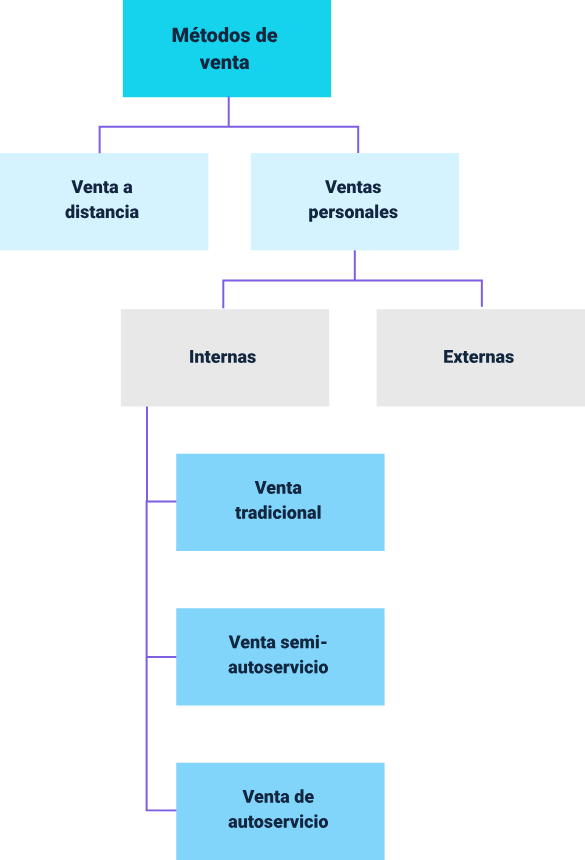 Métodos de
venta
Venta a
distancia
Ventas
personales
Internas
Externas
Venta
tradicional
Venta semi-
autoservicio
Venta de
autoservicio